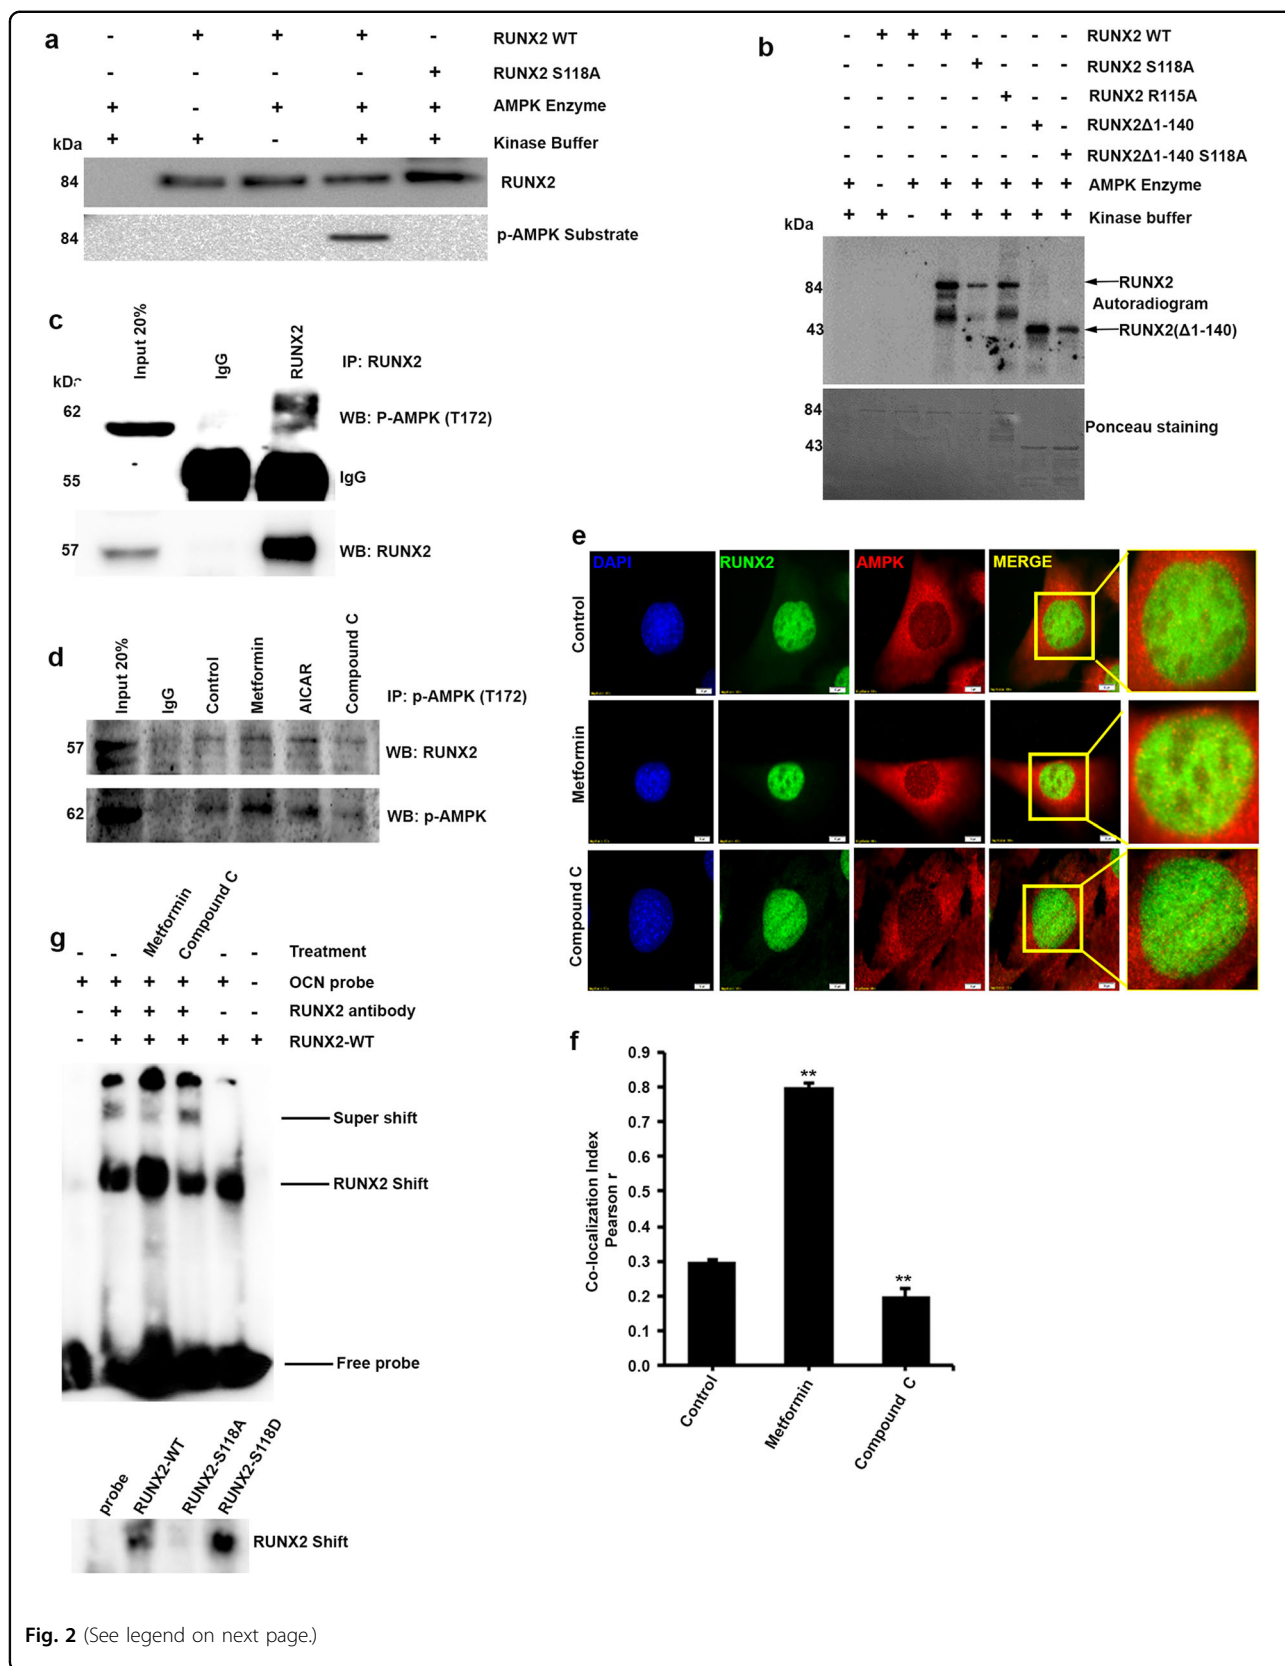 a
- + + + - RUNX2 WT
- - - - + RUNX2 S118A
+ - + + + AMPK Enzyme
+ + - + + Kinase Buffer
kDa
84 RUNX2
84 p-AMPK Substrate
b
- + + + - - - - RUNX2 WT
- - - - + - - - RUNX2 S118A
- - - - - + - - RUNX2 R115A
- - - - - - + - RUNX2Δ1-140
- - - - - - - + RUNX2Δ1-140 S118A
+ - + + + + + + AMPK Enzyme
+ + - + + + + + Kinase buffer
kDa
84 RUNX2
Autoradiogram
43 RUNX2(Δ1-140)
84
Ponceau staining
43
c
Input 20% IgG RUNX2 IP: RUNX2
62 WB: P-AMPK (T172)
55 IgG
57 WB: RUNX2
d
Input 20% IgG Control Metformin AICAR Compound C IP: p-AMPK (T172)
57 WB: RUNX2
62 WB: p-AMPK
e
DAPI RUNX2 AMPK MERGE
Control
Metformin
Compound C
f
Co-localization Index
Pearson r
0.9
0.8
0.7
0.6
0.5
0.4
0.3
0.2
0.1
0.0
**
**
Control Metformin Compound C
g
- - Metformin Compound C - - Treatment
+ + + + + - OCN probe
- + + + - - RUNX2 antibody
- + + + + + RUNX2-WT
Super shift
RUNX2 Shift
Free probe
probe RUNX2-WT RUNX2-S118A RUNX2-S118D
RUNX2 Shift
Fig. 2 (See legend on next page.)